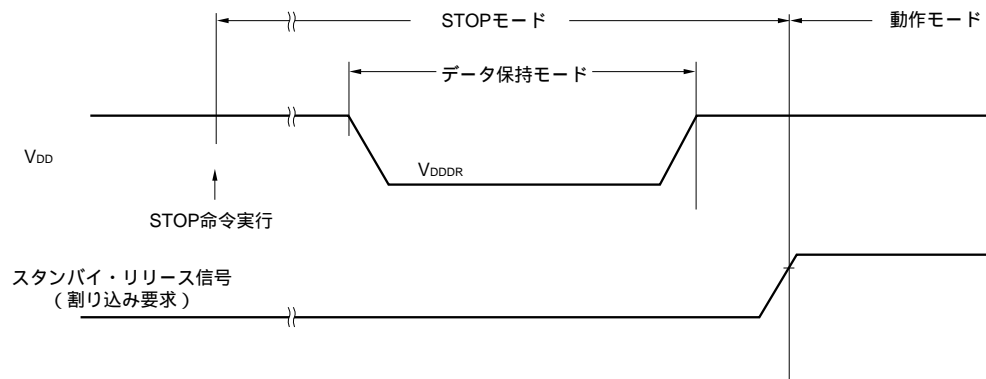 STOPモード
動作モード
データ保持モード
VDD
VDDDR
STOP命令実行
スタンバイ・リリース信号
（割り込み要求）